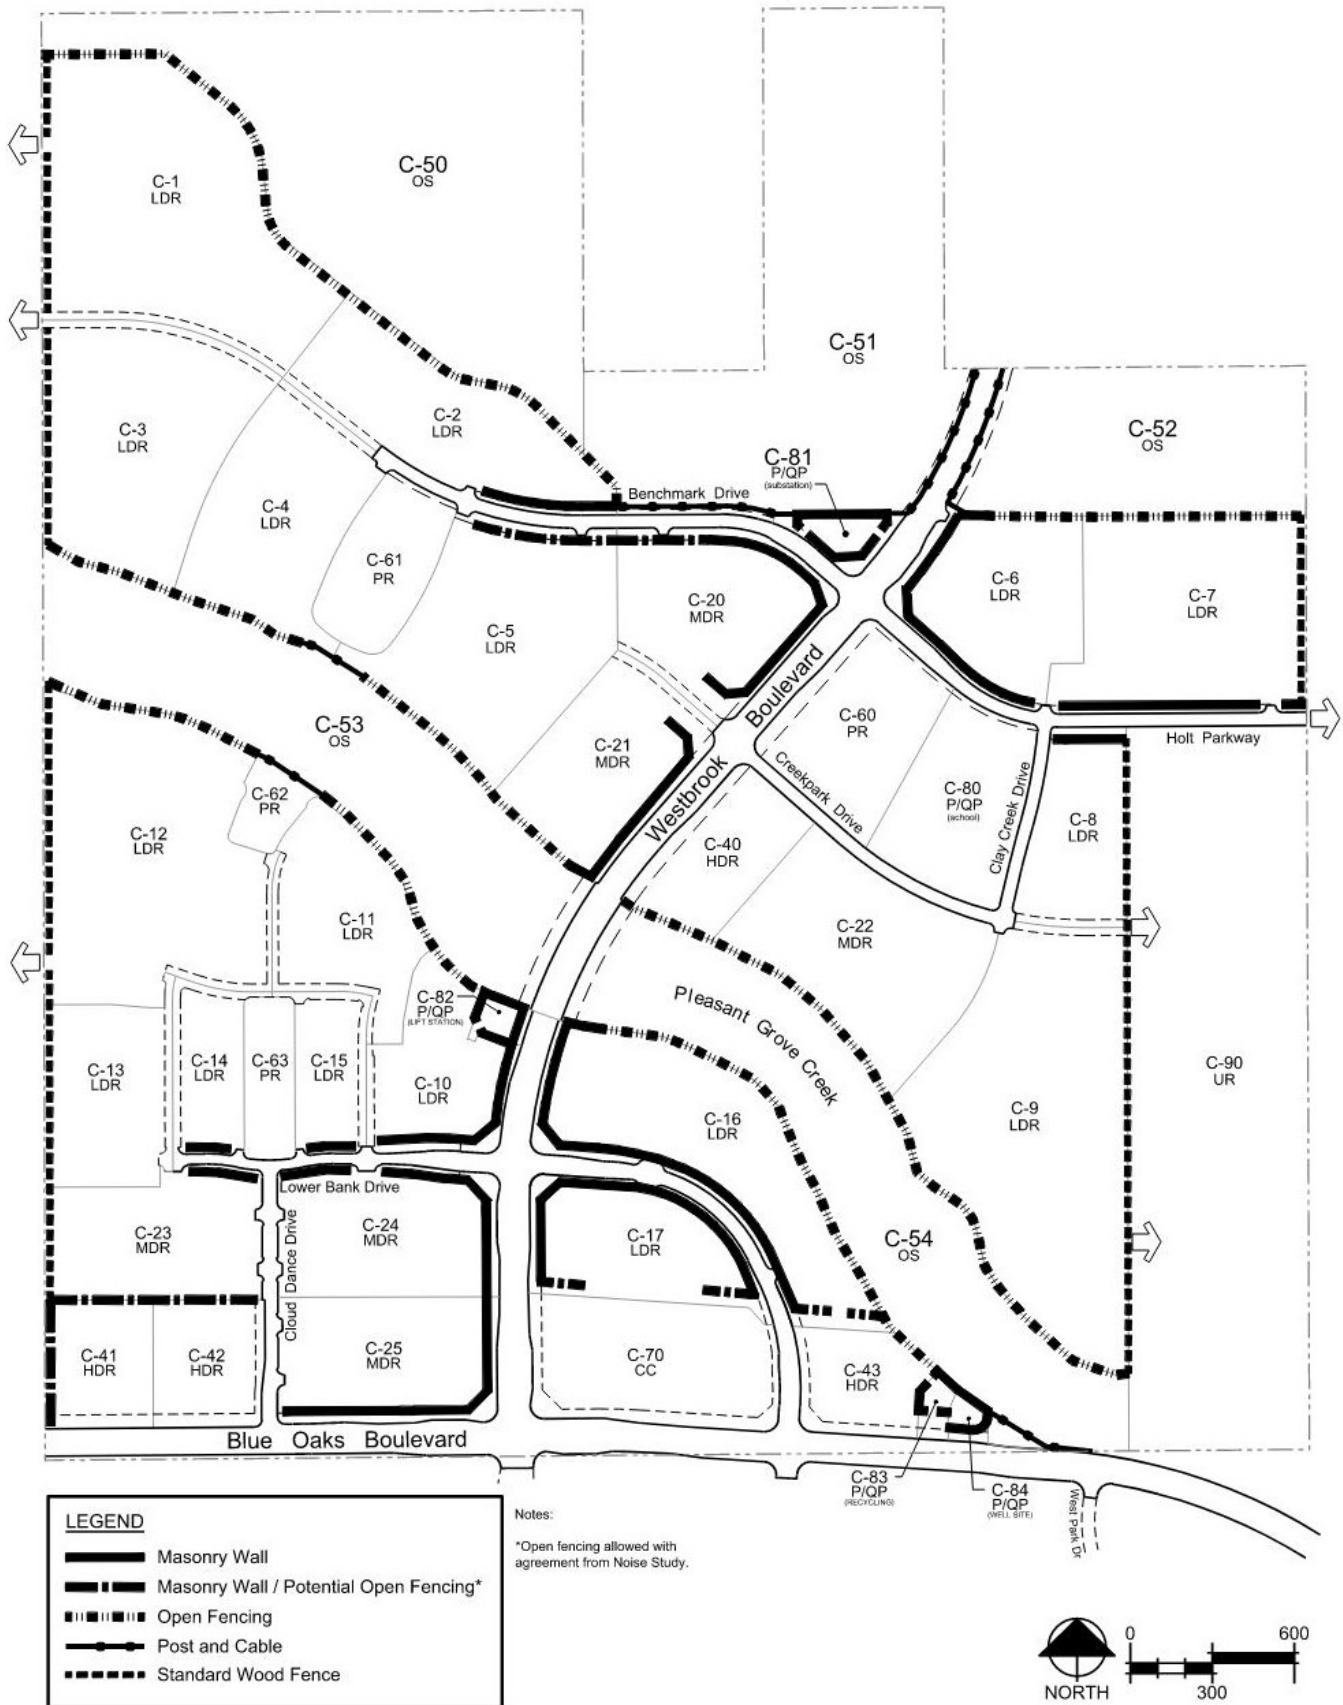 C-50
OS
C-1
LDR
C-51
OS
C-2
LDR
C-3
LDR
C-52
OS
C-81
P/QP
(substation)
Benchmark Drive
C-4
LDR
C-61
PR
C-6
LDR
C-7
LDR
C-20
MDR
C-5
LDR
C-53
OS
C-21
MDR
Westbrook Boulevard
C-60
PR
Holt Parkway
C-62
PR
Creekpark Drive
C-80
P/QP
(school)
Clay Creek Drive
C-8
LDR
C-12
LDR
C-40
HDR
C-11
LDR
C-22
MDR
C-82
P/QP
(LIFT STATION)
Pleasant Grove Creek
C-13
LDR
C-14
LDR
C-63
PR
C-15
LDR
C-10
LDR
C-16
LDR
C-9
LDR
C-90
UR
Lower Bank Drive
C-23
MDR
Cloud Dance Drive
C-24
MDR
C-17
LDR
C-54
OS
C-41
HDR
C-42
HDR
C-25
MDR
C-70
CC
C-43
HDR
Blue Oaks Boulevard
C-83
P/QP
(RECYCLING)
C-84
P/QP
(WELL SITE)
West Park Dr
LEGEND
Masonry Wall
Masonry Wall / Potential Open Fencing*
Open Fencing
Post and Cable
Standard Wood Fence
Notes:
*Open fencing allowed with
agreement from Noise Study.
NORTH
0
600
300